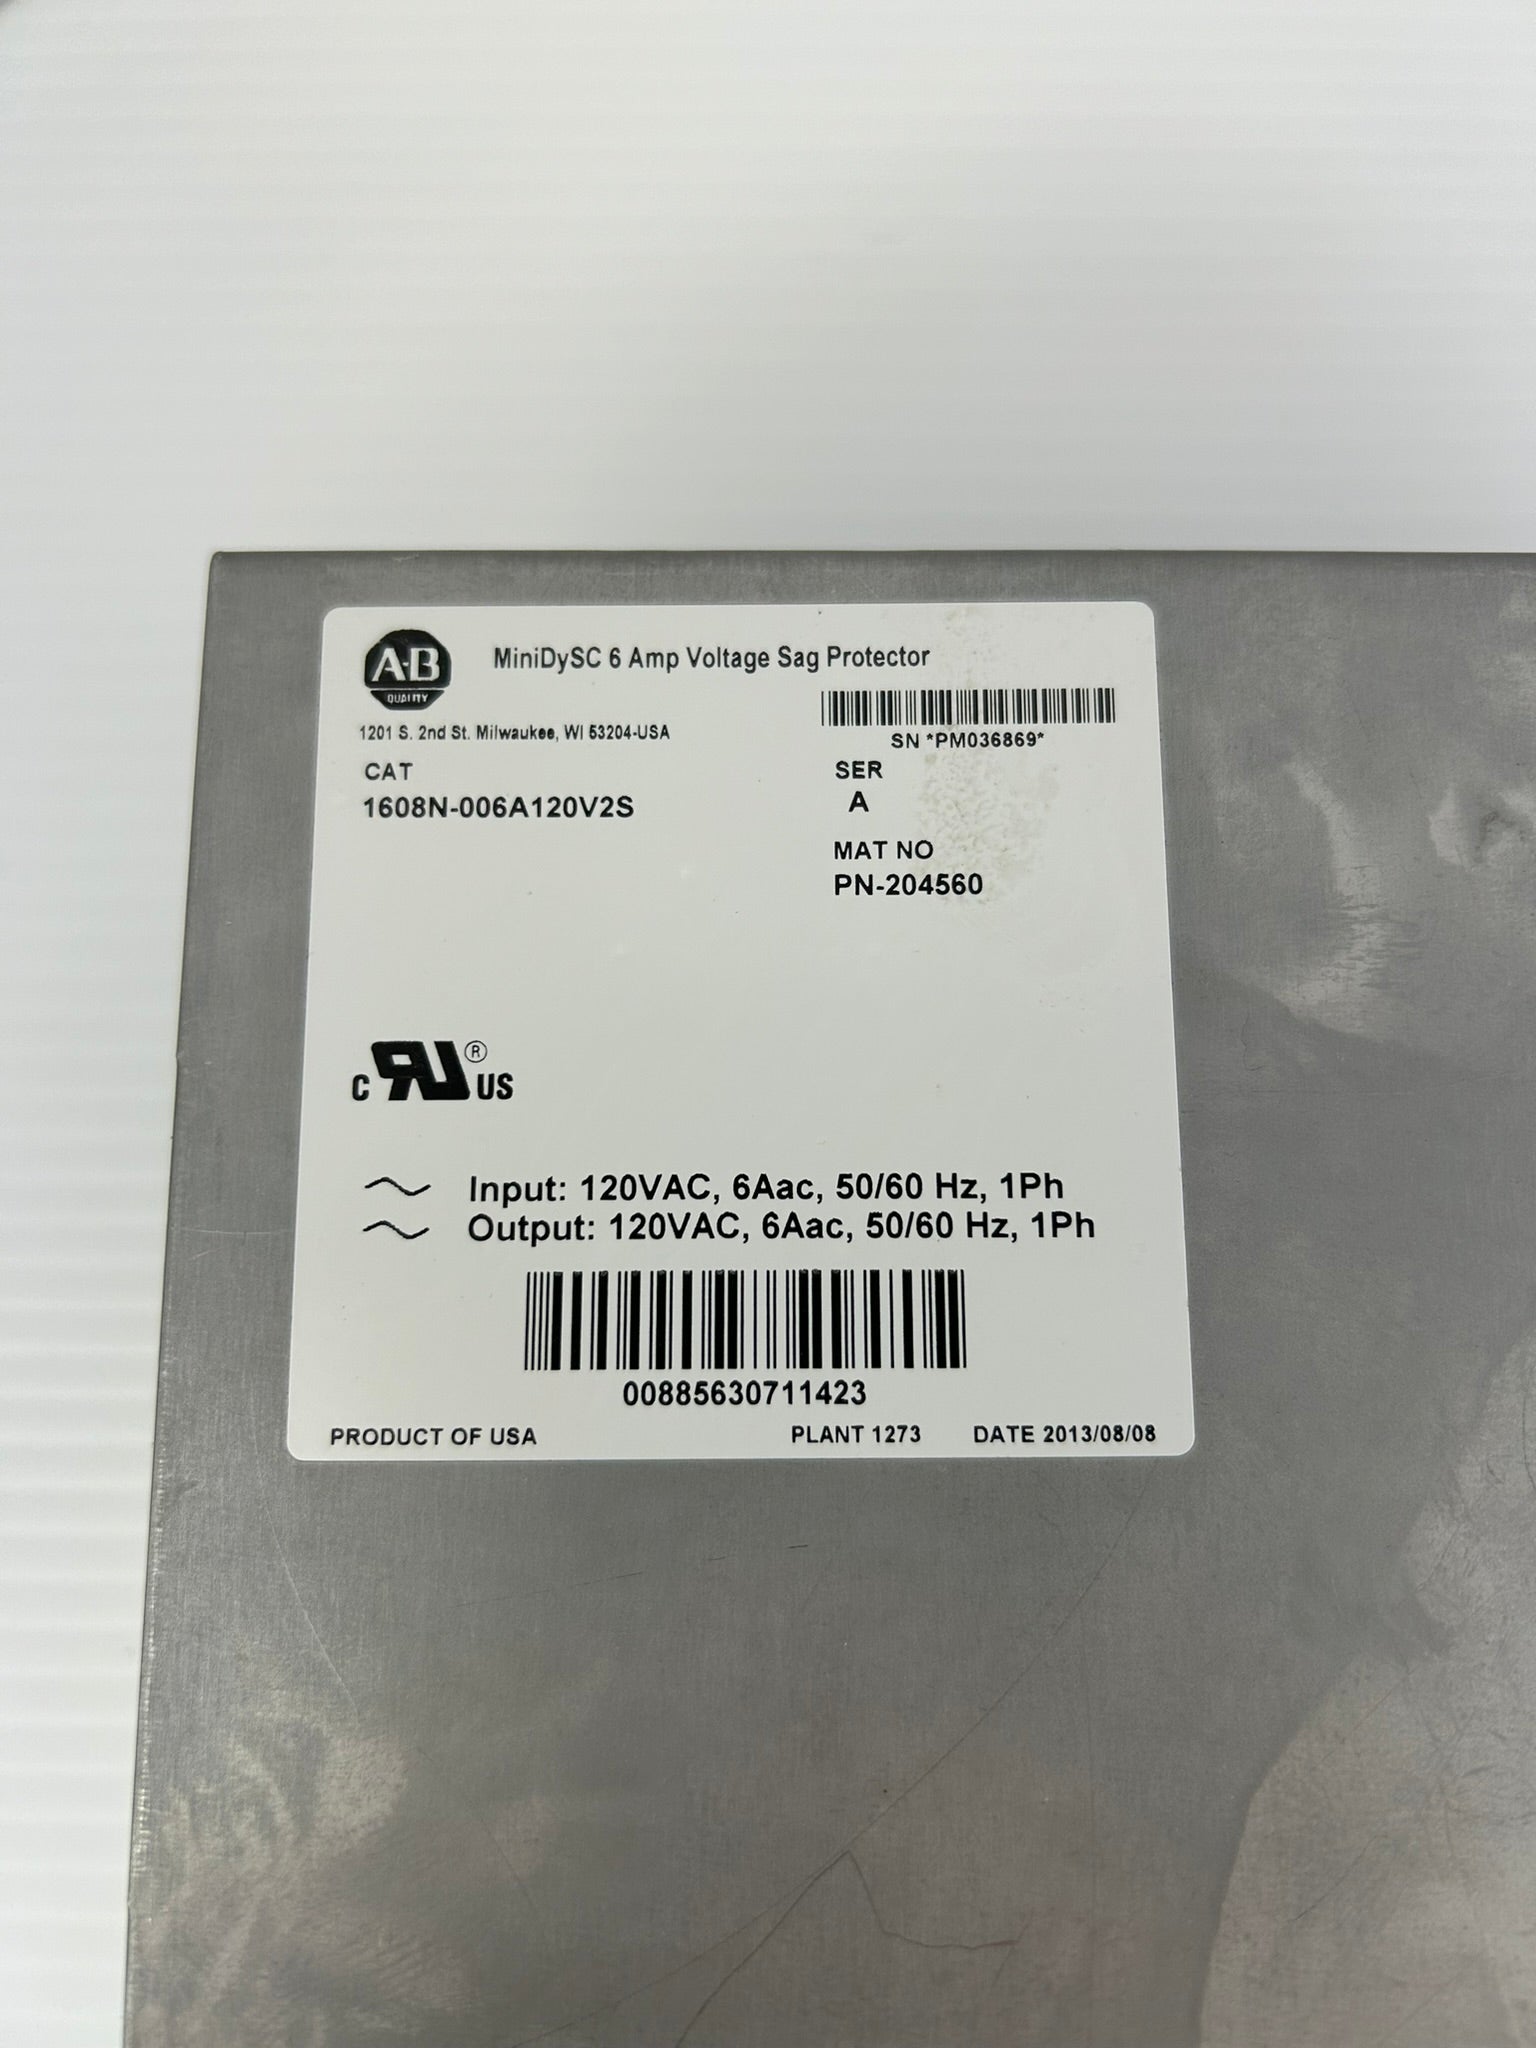 A-B
QUALITY
MiniDySC 6 Amp Voltage Sag Protector
1201 S. 2nd St. Milwaukee, WI 53204-USA
SN *PM036869*
CAT
1608N-006A120V2S
SER
A
MAT NO
PN-204560
C RU ® US
Input: 120VAC, 6Aac, 50/60 Hz, 1Ph
Output: 120VAC, 6Aac, 50/60 Hz, 1Ph
00885630711423
PRODUCT OF USA PLANT 1273 DATE 2013/08/08